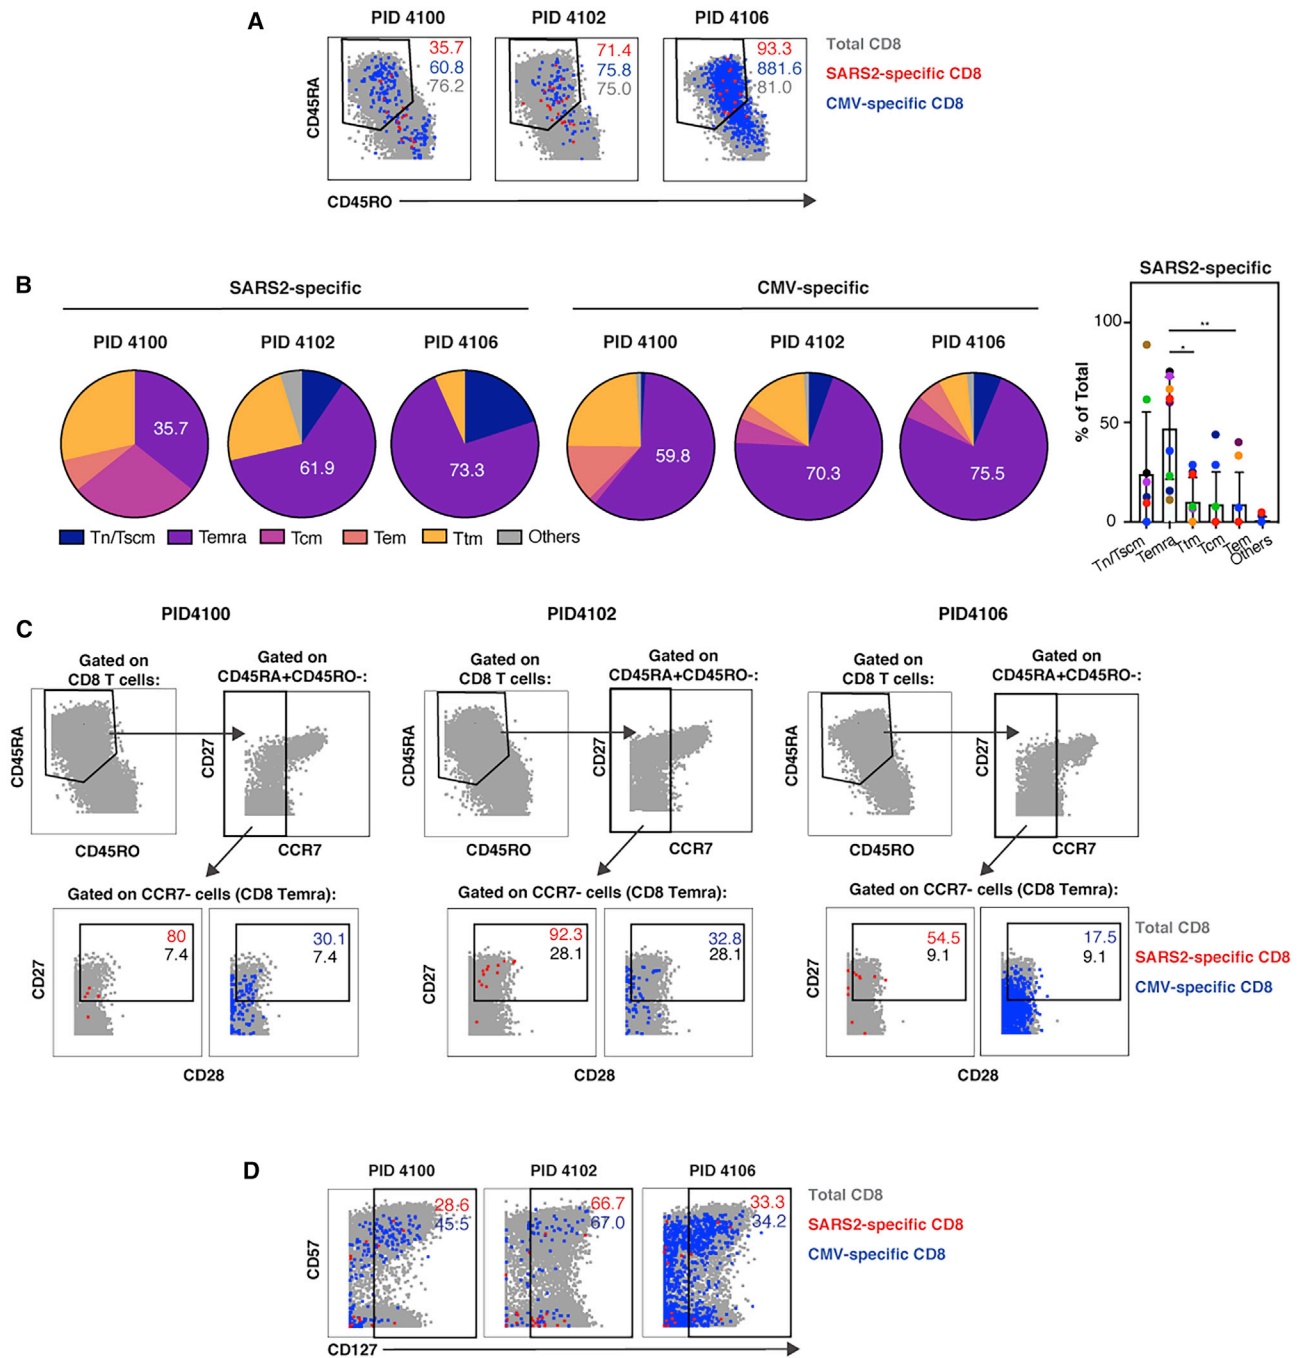 A
PID 4100
PID 4102
PID 4106
35.7
60.8
76.2
71.4
75.8
75.0
93.3
881.6
81.0
Total CD8
SARS2-specific CD8
CMV-specific CD8
CD45RA
CD45RO
B
SARS2-specific
CMV-specific
PID 4100
PID 4102
PID 4106
PID 4100
PID 4102
PID 4106
35.7
61.9
73.3
59.8
70.3
75.5
Tn/Tscm
Temra
Tcm
Tem
Ttm
Others
SARS2-specific
% of Total
100
50
0
**
*
Tn/Tscm
Temra
Ttm
Tcm
Tem
Others
C
PID4100
PID4102
PID4106
Gated on
CD8 T cells:
Gated on
CD45RA+CD45RO-:
Gated on
CD8 T cells:
Gated on
CD45RA+CD45RO-:
Gated on
CD8 T cells:
Gated on
CD45RA+CD45RO-:
CD45RA
CD27
CD45RA
CD27
CD45RA
CD27
CD45RO
CCR7
CD45RO
CCR7
CD45RO
CCR7
Gated on CCR7- cells (CD8 Temra):
Gated on CCR7- cells (CD8 Temra):
Gated on CCR7- cells (CD8 Temra):
80
7.4
30.1
7.4
92.3
28.1
32.8
28.1
54.5
9.1
17.5
9.1
Total CD8
SARS2-specific CD8
CMV-specific CD8
CD27
CD27
CD27
CD28
CD28
CD28
D
PID 4100
PID 4102
PID 4106
28.6
45.5
66.7
67.0
33.3
34.2
Total CD8
SARS2-specific CD8
CMV-specific CD8
CD57
CD127